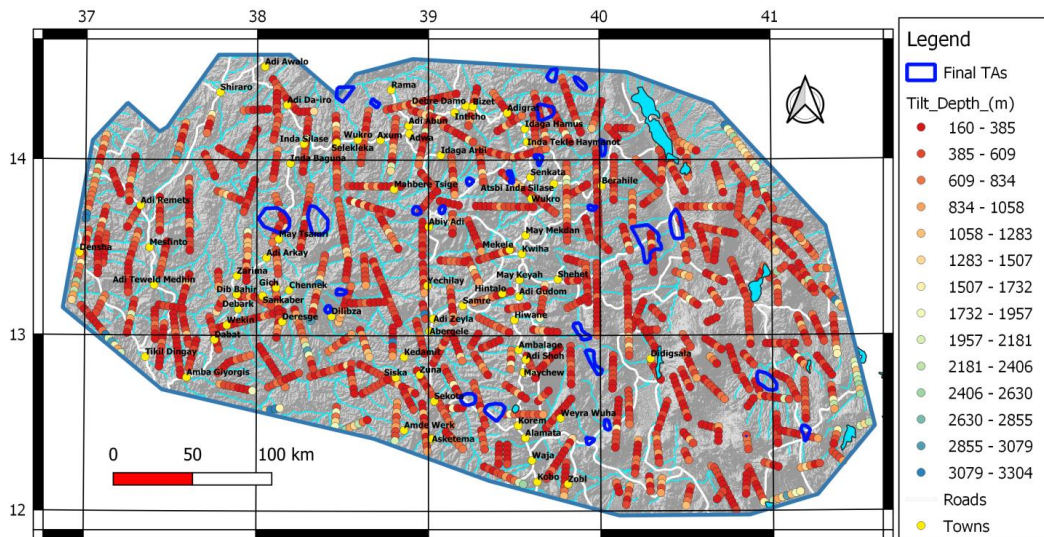 37 38 39 40 41
14
13
12
Adi Awalo
Shiraro
Rama
Adi Da-iro
Debre Damo
Bizet
Adigrat
Inticho
Adi Abun
Idaga Hamus
Inda Silase
Wukro
Axum
Adwa
Selekleka
Inda Tekle Haymanot
Idaga Arbi
Inda Baguna
Senkata
Berahile
Mahbere Tsige
Atsbi Inda Silase
Wukro
Adi Remets
Abiy Adi
May Tsamri
May Mekdan
Mesfinto
Densha
Mekele
Kwiha
Adi Arkay
Zarima
May Keyah
Shehet
Adi Teweld Medhin
Gich
Chennek
Yechilay
Dib Bahir
Hintalo
Adi Gudom
Sankaber
Debark
Samre
Dilibza
Wekin
Deresge
Adi Zeyla
Hiwane
Abergele
Dabat
Tikil Dingay
Kedamit
Ambalage
Adi Shoh
Didigsala
Amba Giyorgis
Siska
Zuna
Maychew
Sekota
Weyra Wuha
Korem
Amde Werk
Asketema
Alamata
Waja
Kobo
Zobl
0 50 100 km
Legend
Final TAs
Tilt_Depth_(m)
160 - 385
385 - 609
609 - 834
834 - 1058
1058 - 1283
1283 - 1507
1507 - 1732
1732 - 1957
1957 - 2181
2181 - 2406
2406 - 2630
2630 - 2855
2855 - 3079
3079 - 3304
Roads
Towns